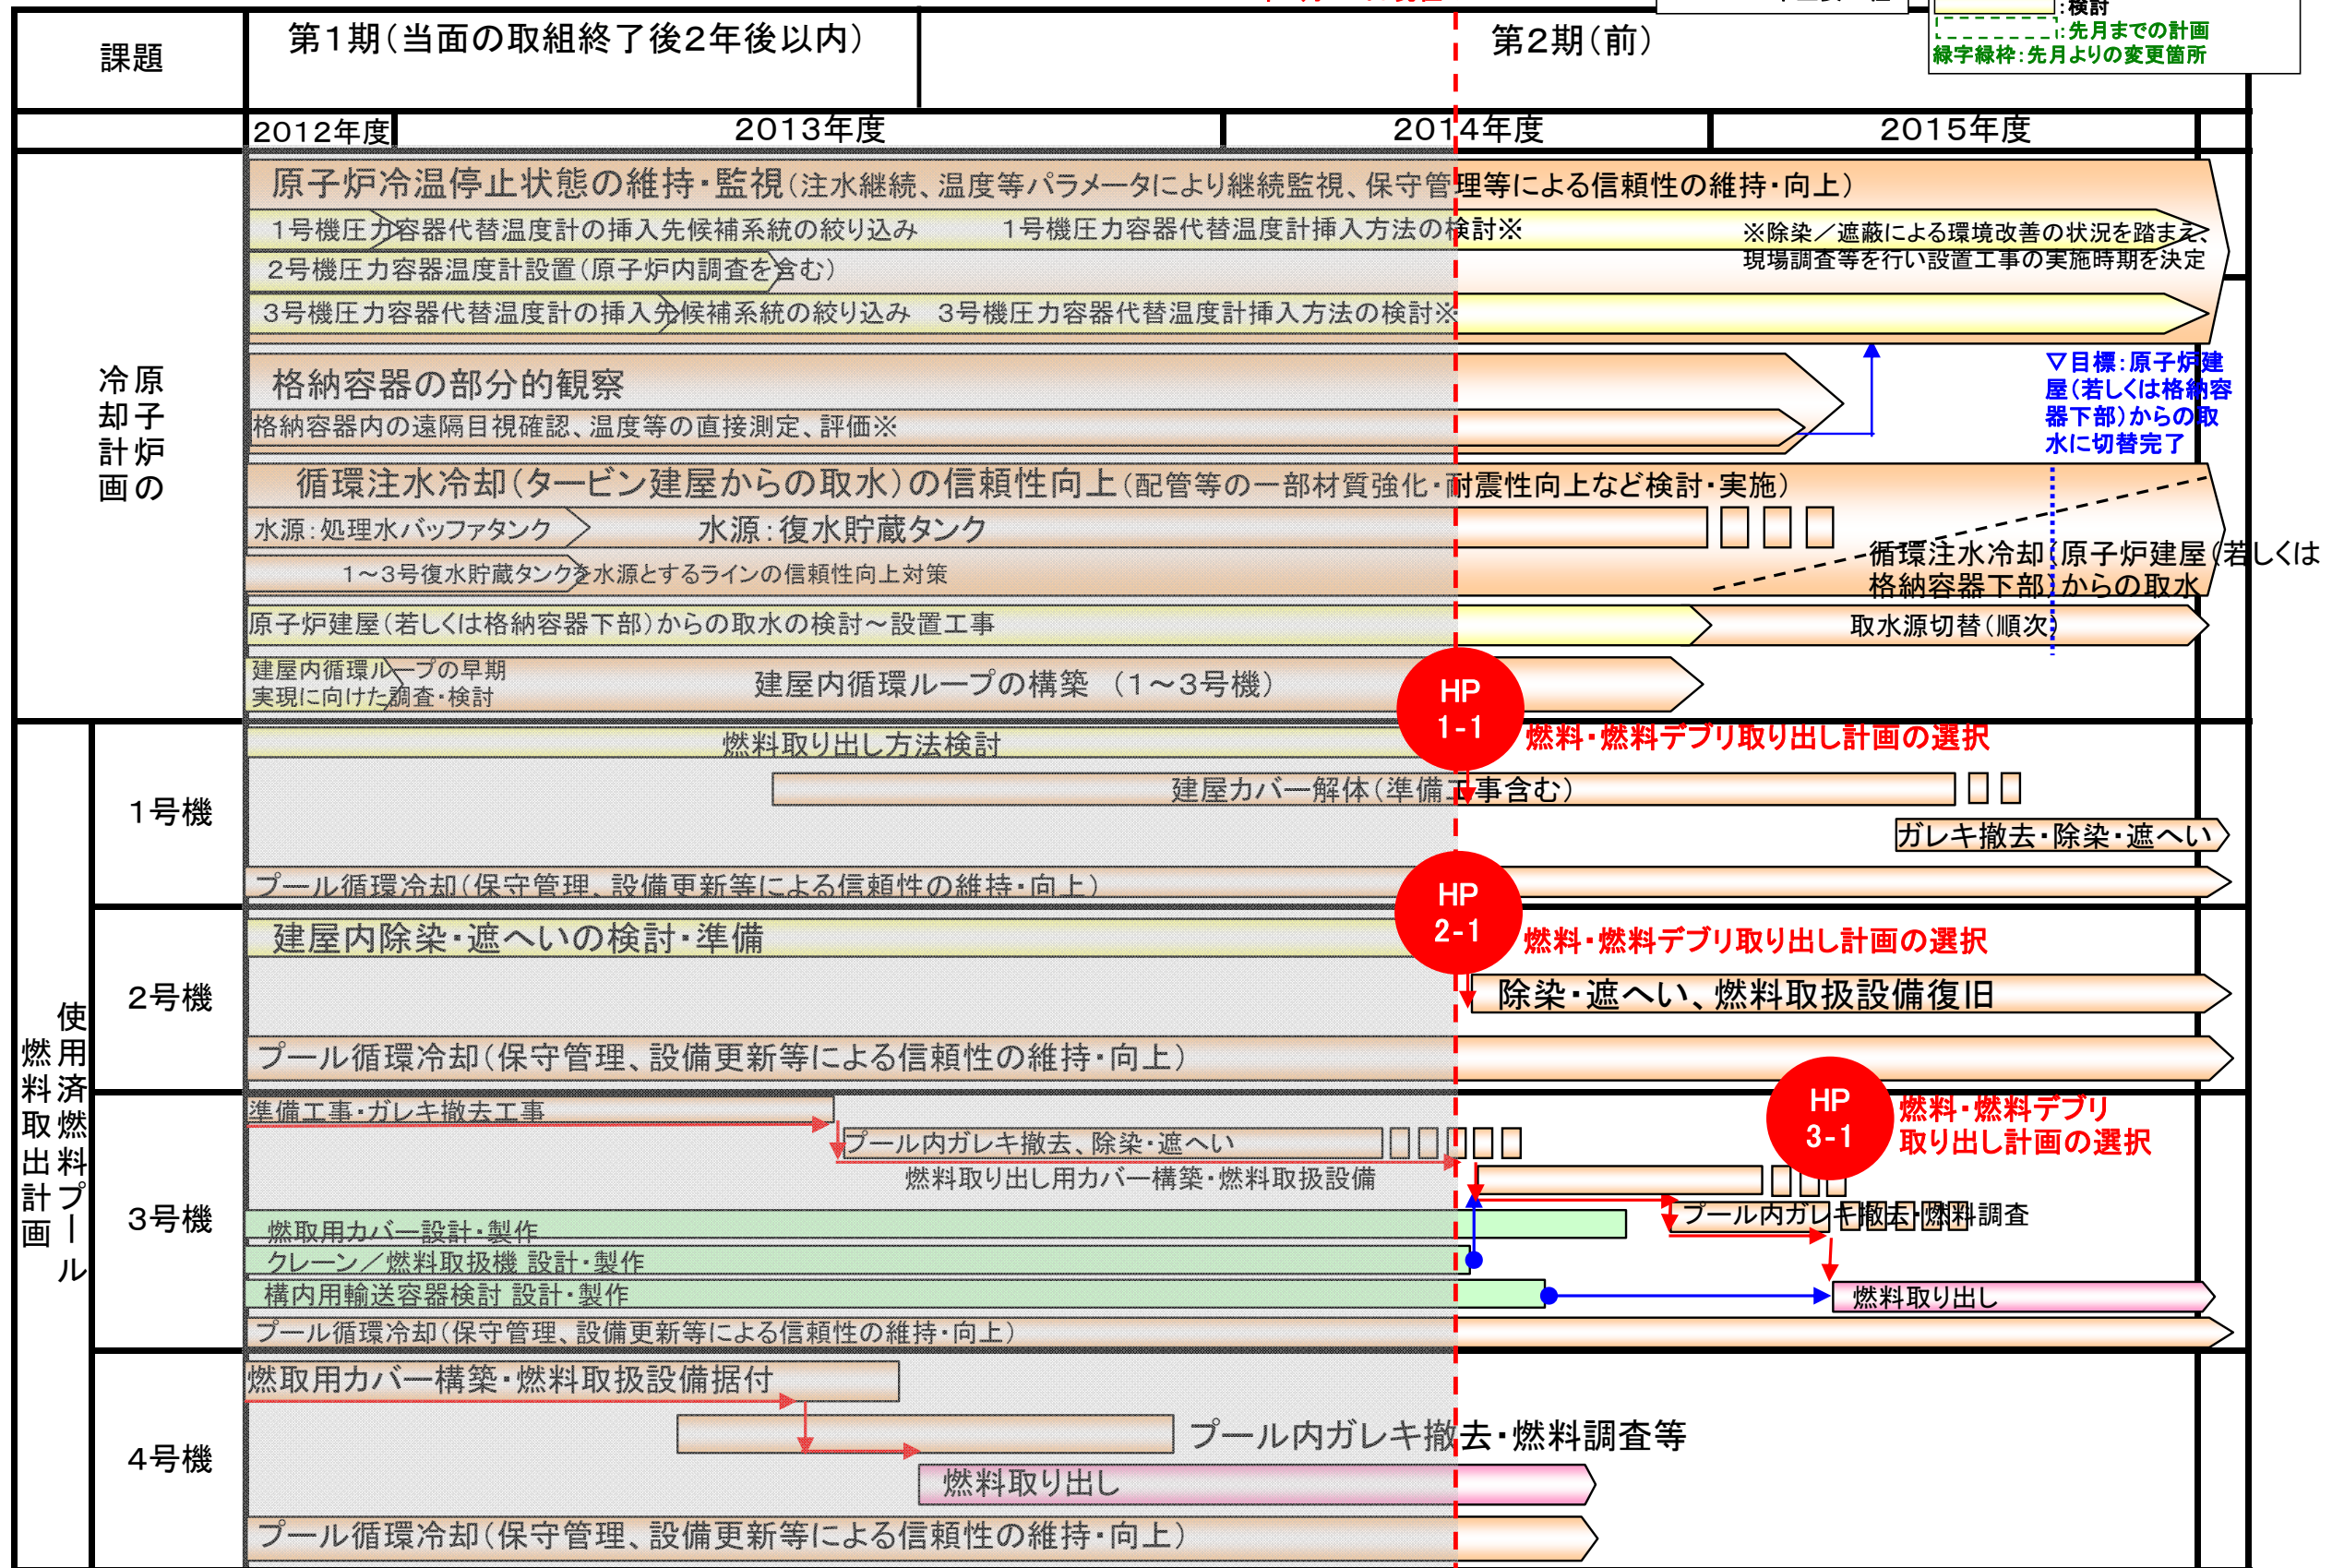 :検討
:先月までの計画
緑字緑枠:先月よりの変更箇所
課題
第1期(当面の取組終了後2年後以内)
第2期(前)
2012年度
2013年度
2014年度
2015年度
原子炉の冷却計画
原子炉冷温停止状態の維持・監視(注水継続、温度等パラメータにより継続監視、保守管理等による信頼性の維持・向上)
1号機圧力容器代替温度計の挿入先候補系統の絞り込み
1号機圧力容器代替温度計挿入方法の検討※
※除染/遮蔽による環境改善の状況を踏まえ、
現場調査等を行い設置工事の実施時期を決定
2号機圧力容器温度計設置(原子炉内調査を含む)
3号機圧力容器代替温度計の挿入先候補系統の絞り込み
3号機圧力容器代替温度計挿入方法の検討※
格納容器の部分的観察
格納容器内の遠隔目視確認、温度等の直接測定、評価※
▽目標:原子炉建
屋(若しくは格納容
器下部)からの取
水に切替完了
循環注水冷却(タービン建屋からの取水)の信頼性向上(配管等の一部材質強化・耐震性向上など検討・実施)
水源:処理水バッファタンク
水源:復水貯蔵タンク
循環注水冷却(原子炉建屋(若しくは
格納容器下部)からの取水
1~3号復水貯蔵タンクを水源とするラインの信頼性向上対策
原子炉建屋(若しくは格納容器下部)からの取水の検討~設置工事
取水源切替(順次)
建屋内循環ループの早期
実現に向けた調査・検討
建屋内循環ループの構築 (1~3号機)
HP
1-1
燃料・燃料デブリ取り出し計画の選択
使用済燃料プール
燃料取出計画
1号機
燃料取り出し方法検討
建屋カバー解体(準備工事含む)
ガレキ撤去・除染・遮へい
プール循環冷却(保守管理、設備更新等による信頼性の維持・向上)
HP
2-1
燃料・燃料デブリ取り出し計画の選択
2号機
建屋内除染・遮へいの検討・準備
除染・遮へい、燃料取扱設備復旧
プール循環冷却(保守管理、設備更新等による信頼性の維持・向上)
HP
3-1
燃料・燃料デブリ
取り出し計画の選択
3号機
準備工事・ガレキ撤去工事
プール内ガレキ撤去、除染・遮へい
燃料取り出し用カバー構築・燃料取扱設備
プール内ガレキ撤去・燃料調査
燃取用カバー設計・製作
クレーン/燃料取扱機 設計・製作
構内用輸送容器検討 設計・製作
燃料取り出し
プール循環冷却(保守管理、設備更新等による信頼性の維持・向上)
4号機
燃取用カバー構築・燃料取扱設備据付
プール内ガレキ撤去・燃料調査等
燃料取り出し
プール循環冷却(保守管理、設備更新等による信頼性の維持・向上)